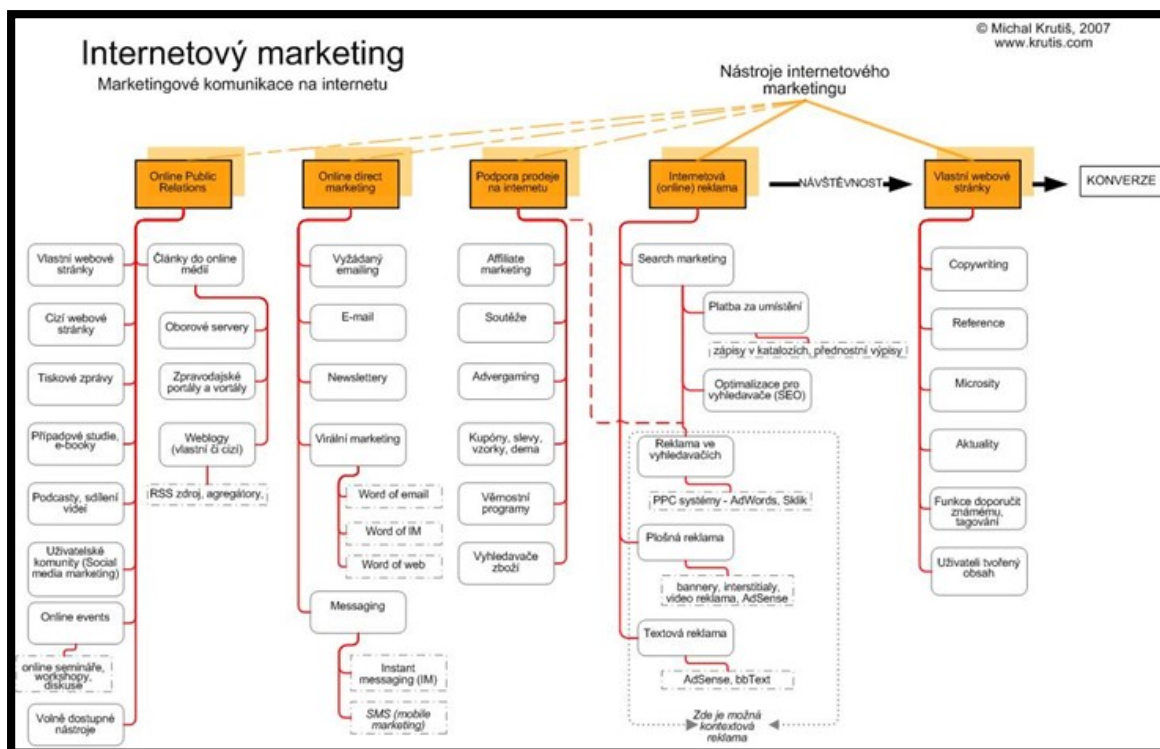 Internetový marketing
Marketingové komunikace na internetu
© Michal Krutiš, 2007
www.krutis.com
Nástroje internetového
marketingu
Online Public
Relations
Online direct
marketing
Podpora prodeje
na internetu
Internetová
(online) reklama
NÁVŠTĚVNOST
Vlastní webové
stránky
KONVERZE
Vlastní webové
stránky
Cizí webové
stránky
Tiskové zprávy
Případové studie,
e-booky
Podcasty, sdílení
videí
Uživatelské
komunity (Social
media marketing)
Online events
online semináře,
workshopy,
diskuse
Volně dostupné
nástroje
Články do online
médií
Oborové servery
Zpravodajské
portály a vortály
Weblogy
(vlastní či cizí)
RSS zdroj, agregátory,
Vyžádaný
emailing
E-mail
Newslettery
Virální marketing
Word of email
Word of IM
Word of web
Messaging
Instant
messaging (IM)
SMS (mobile
marketing)
Affiliate
marketing
Soutěže
Advergaming
Kupóny, slevy,
vzorky, dema
Věrnostní
programy
Vyhledavače
zboží
Search marketing
Platba za umístění
zápisy v katalozích, přednostní výpisy
Optimalizace pro
vyhledavače (SEO)
Reklama ve
vyhledavačích
PPC systémy - AdWords, Sklik
Plošná reklama
bannery, interstitialy,
video reklama, AdSense
Textová reklama
AdSense, bbText
Zde je možná
kontextová
reklama
Copywriting
Reference
Microsity
Aktuality
Funkce doporučit
známému,
tagování
Uživateli tvořený
obsah